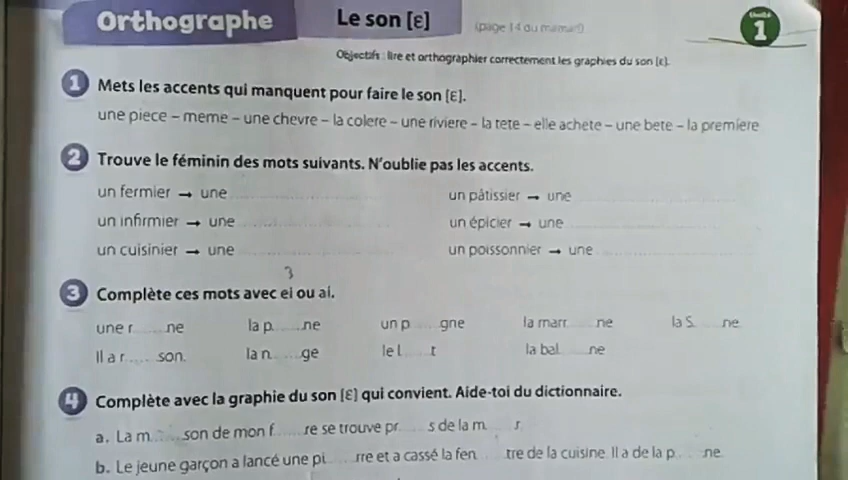 Orthographe Le son [ɛ] (page 14 du manuel) Unité 1
Objectifs : lire et orthographier correctement les graphies du son [ɛ].
1 Mets les accents qui manquent pour faire le son [ɛ].
une piece – meme – une chevre – la colere – une riviere – la tete – elle achete – une bete – la premiere
2 Trouve le féminin des mots suivants. N'oublie pas les accents.
un fermier → une ........ un pâtissier → une ........
un infirmier → une ........ un épicier → une ........
un cuisinier → une ........ un poissonnier → une ........
3
3 Complète ces mots avec ei ou ai.
une r......ne la p......ne un p......gne la marr......ne la S......ne
Il a r......son. la n......ge le l......t la bal......ne
4 Complète avec la graphie du son [ɛ] qui convient. Aide-toi du dictionnaire.
a. La m......son de mon f......re se trouve pr......s de la m......r.
b. Le jeune garçon a lancé une pi......rre et a cassé la fen......tre de la cuisine. Il a de la p......ne.